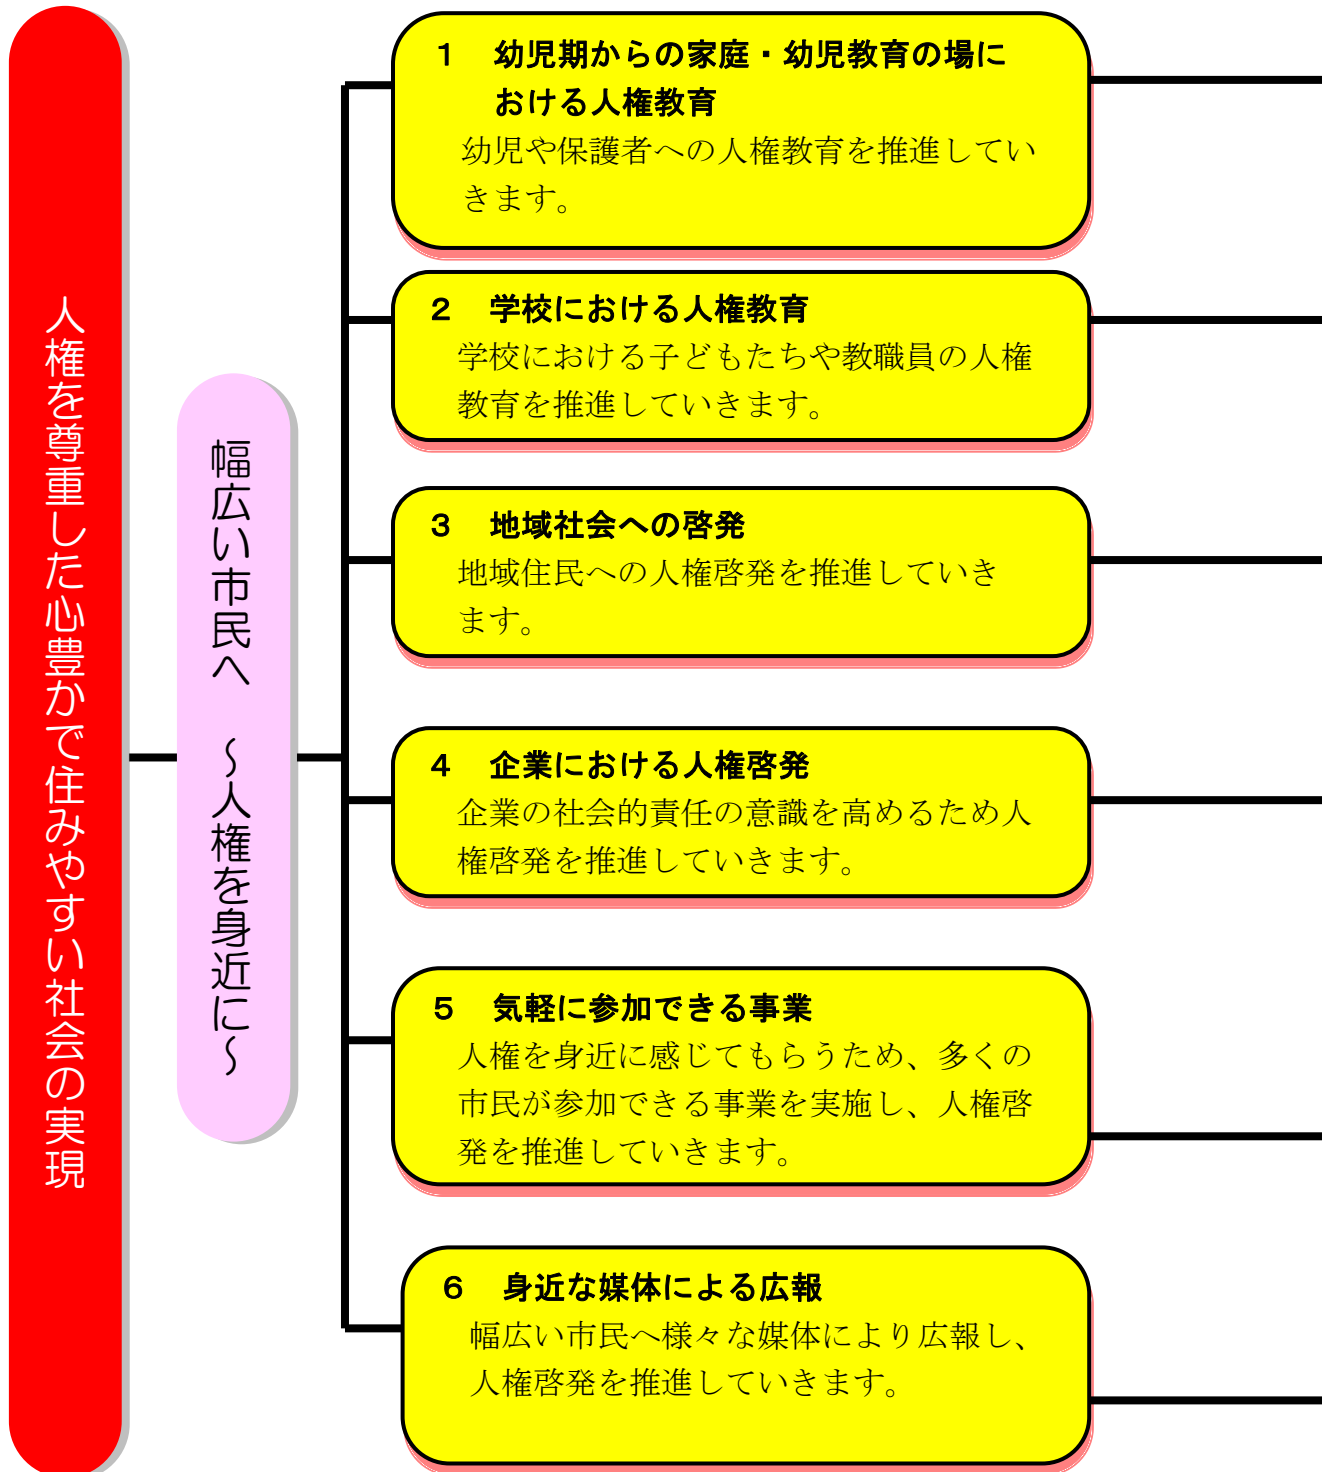 人権を尊重した心豊かで住みやすい社会の実現
幅広い市民へ　～人権を身近に～
１　幼児期からの家庭・幼児教育の場に
おける人権教育
幼児や保護者への人権教育を推進してい
きます。
２　学校における人権教育
学校における子どもたちや教職員の人権
教育を推進していきます。
３　地域社会への啓発
地域住民への人権啓発を推進していき
ます。
４　企業における人権啓発
企業の社会的責任の意識を高めるため人
権啓発を推進していきます。
５　気軽に参加できる事業
人権を身近に感じてもらうため、多くの
市民が参加できる事業を実施し、人権啓
発を推進していきます。
６　身近な媒体による広報
幅広い市民へ様々な媒体により広報し、
人権啓発を推進していきます。